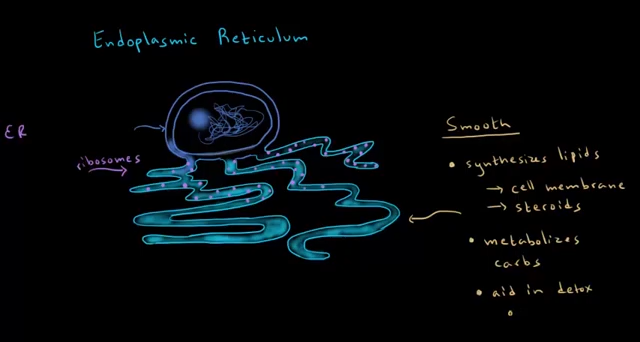 Endoplasmic Reticulum
ER
ribosomes
Smooth
• synthesizes lipids
→ cell membrane
→ steroids
• metabolizes
carbs
• aid in detox
o